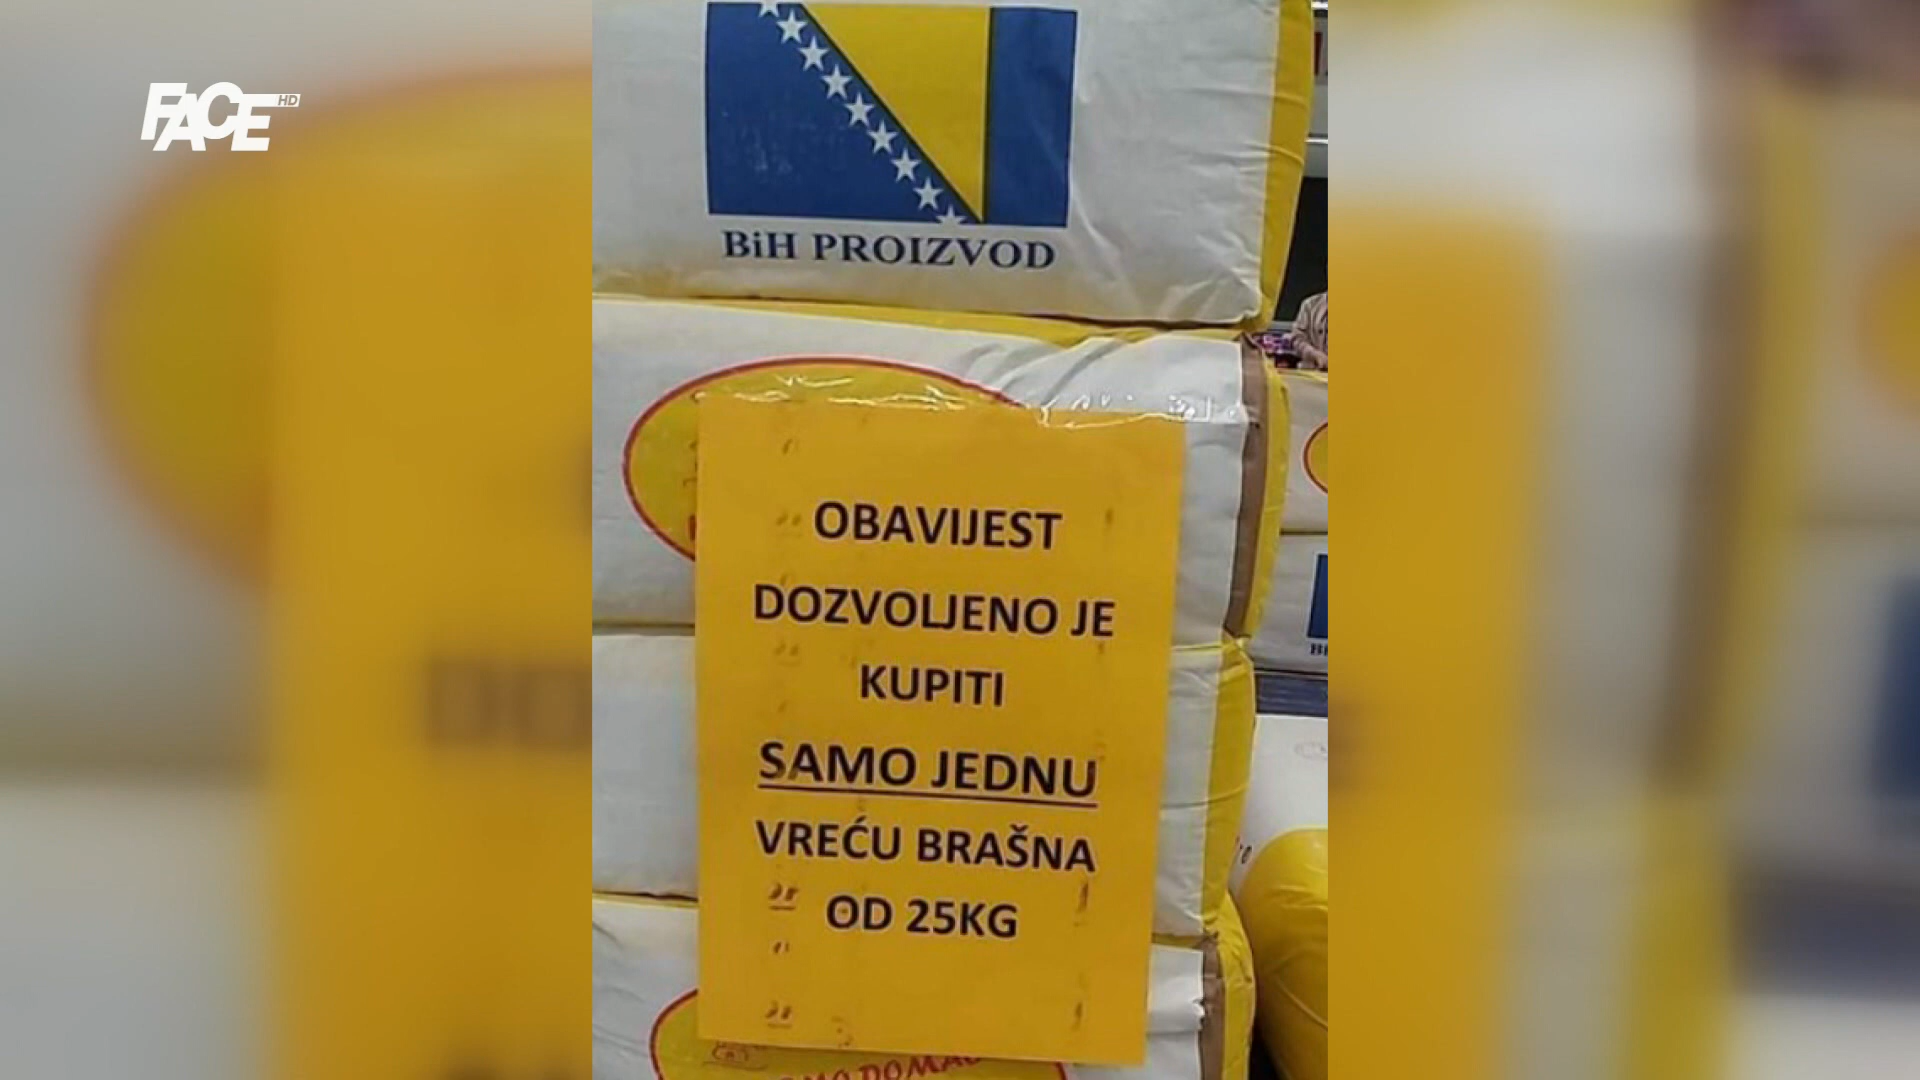 FACE HD
BiH PROIZVOD
OBAVIJEST
DOZVOLJENO JE
KUPITI
SAMO JEDNU
VREĆU BRAŠNA
OD 25KG